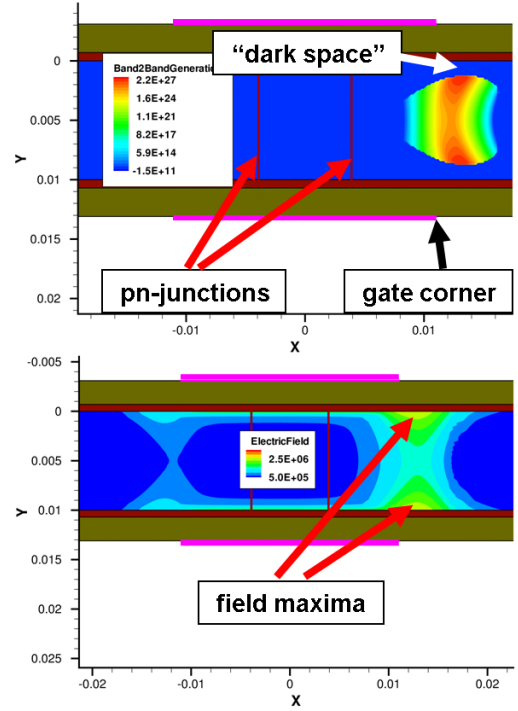 “dark space”
0
Band2BandGeneration
2.2E+27
1.6E+24
1.1E+21
8.2E+17
5.9E+14
-1.5E+11
0.005
Y
0.01
0.015
pn-junctions
gate corner
0.02
-0.01
0
0.01
X
-0.005
0
ElectricField
2.5E+06
5.0E+05
0.005
Y
0.01
0.015
field maxima
0.02
0.025
-0.02
-0.01
0
0.01
0.02
X